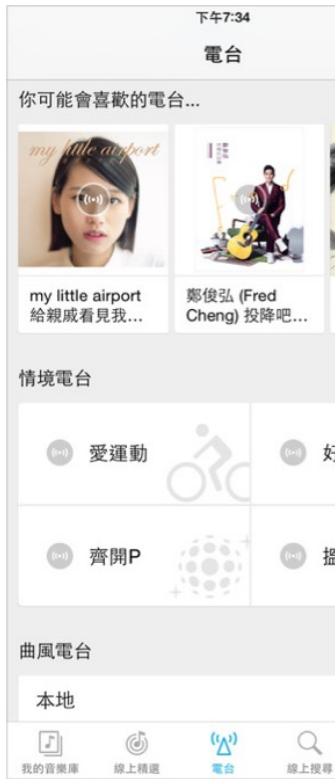 下午7:34
電台
你可能會喜歡的電台...
my little airport
my little airport
給親戚看見我...
鄭俊弘 (Fred
Cheng) 投降吧...
情境電台
愛運動
好
齊開P
搵
曲風電台
本地
我的音樂庫
線上精選
電台
線上搜尋